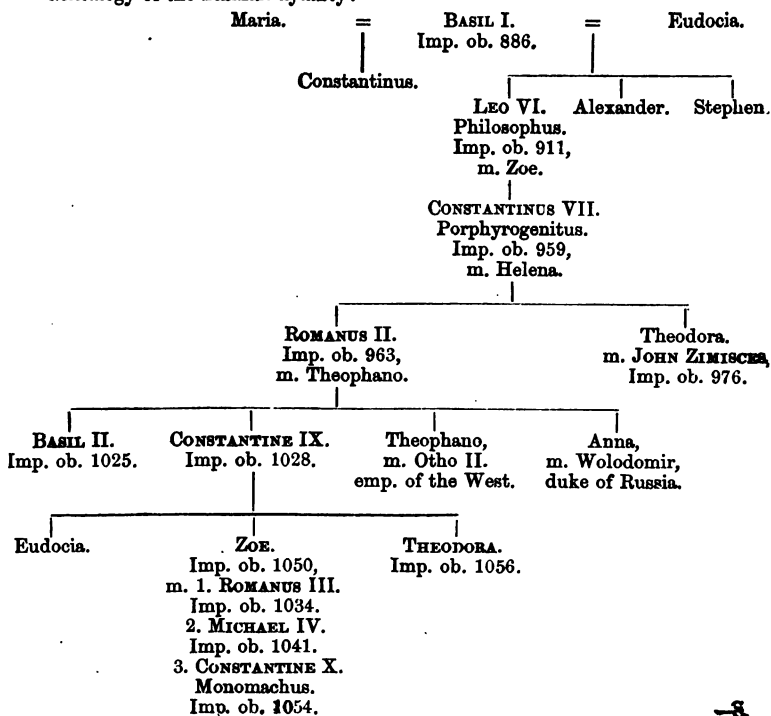 Maria. = BASIL I. = Eudocia.
Imp. ob. 886.
Constantinus.
LEO VI. Alexander. Stephen.
Philosophus.
Imp. ob. 911,
m. Zoe.
CONSTANTINUS VII.
Porphyrogenitus.
Imp. ob. 959,
m. Helena.
ROMANUS II. Theodora.
Imp. ob. 963, m. JOHN ZIMISCES,
m. Theophano. Imp. ob. 976.
BASIL II. CONSTANTINE IX. Theophano, Anna,
Imp. ob. 1025. Imp. ob. 1028. m. Otho II. m. Wolodomir,
emp. of the West. duke of Russia.
Eudocia. ZOE. THEODORA.
Imp. ob. 1050, Imp. ob. 1056.
m. 1. ROMANUS III.
Imp. ob. 1034.
2. MICHAEL IV.
Imp. ob. 1041.
3. CONSTANTINE X.
Monomachus.
Imp. ob. 1054.